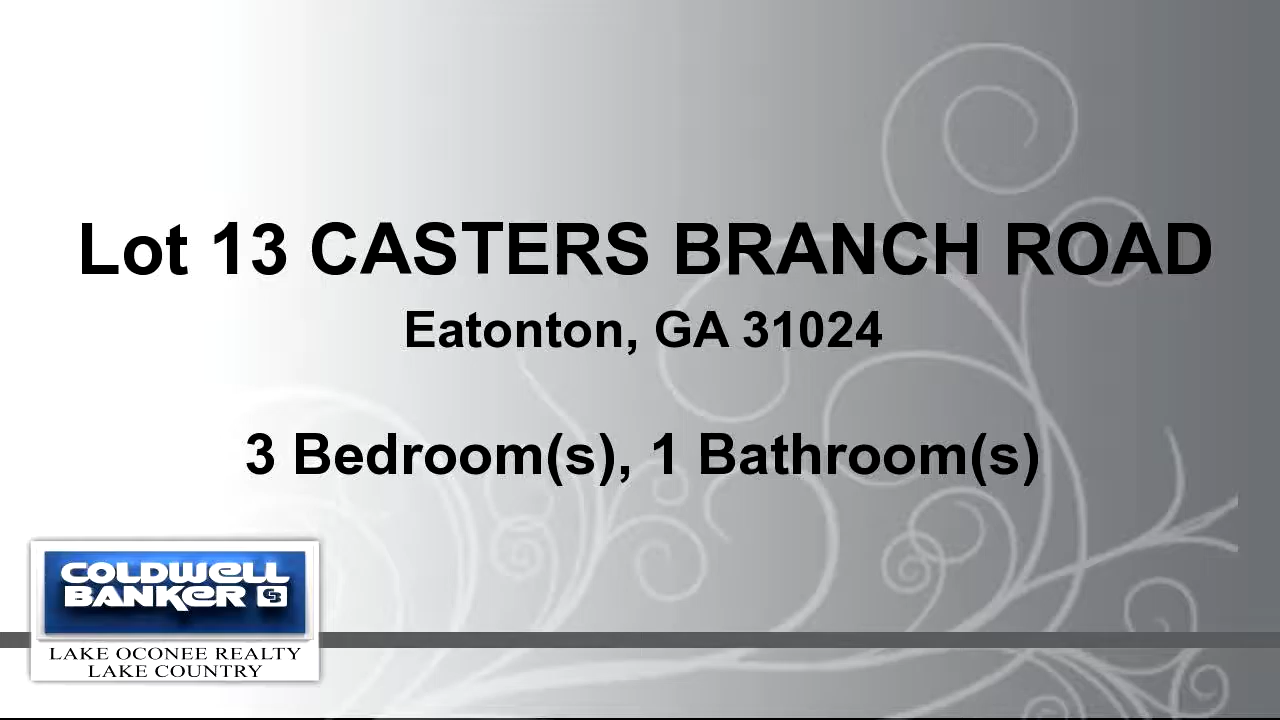 Lot 13 CASTERS BRANCH ROAD
Eatonton, GA 31024
3 Bedroom(s), 1 Bathroom(s)
COLDWELL
BANKER CB
LAKE OCONEE REALTY
LAKE COUNTRY